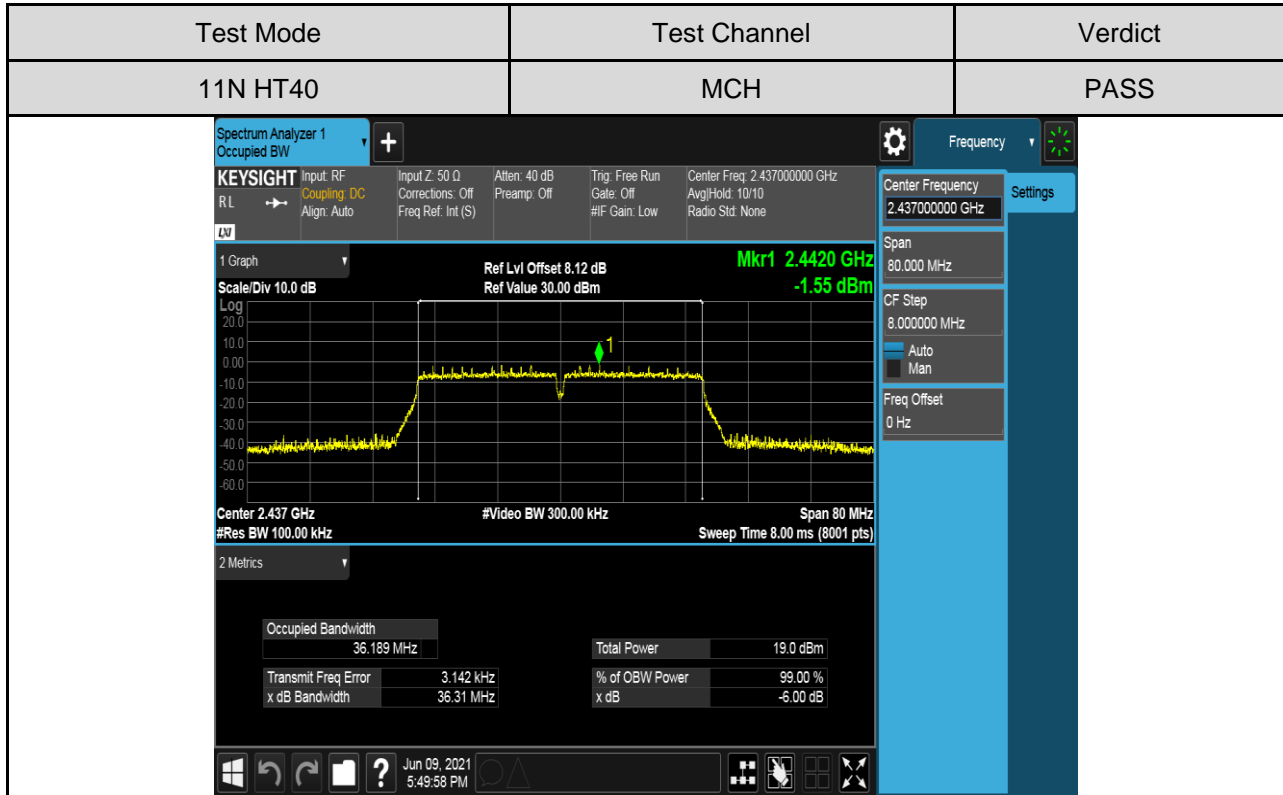 Test Mode Test Channel Verdict
11N HT40 MCH PASS
Spectrum Analyzer 1
Occupied BW
+
Frequency
KEYSIGHT Input: RF Input Z: 50 Ω Atten: 40 dB Trig: Free Run Center Freq: 2.437000000 GHz
RL Coupling: DC Corrections: Off Preamp: Off Gate: Off Avg|Hold: 10/10
Align: Auto Freq Ref: Int (S) #IF Gain: Low Radio Std: None
LXI
Center Frequency
2.437000000 GHz
Settings
Span
80.000 MHz
CF Step
8.000000 MHz
Auto
Man
Freq Offset
0 Hz
1 Graph Ref Lvl Offset 8.12 dB Mkr1 2.4420 GHz
Scale/Div 10.0 dB Ref Value 30.00 dBm -1.55 dBm
Log
20.0
10.0
0.00
-10.0
-20.0
-30.0
-40.0
-50.0
-60.0
1
Center 2.437 GHz #Video BW 300.00 kHz Span 80 MHz
#Res BW 100.00 kHz Sweep Time 8.00 ms (8001 pts)
2 Metrics
Occupied Bandwidth
36.189 MHz Total Power 19.0 dBm
Transmit Freq Error 3.142 kHz % of OBW Power 99.00 %
x dB Bandwidth 36.31 MHz x dB -6.00 dB
? Jun 09, 2021
5:49:58 PM